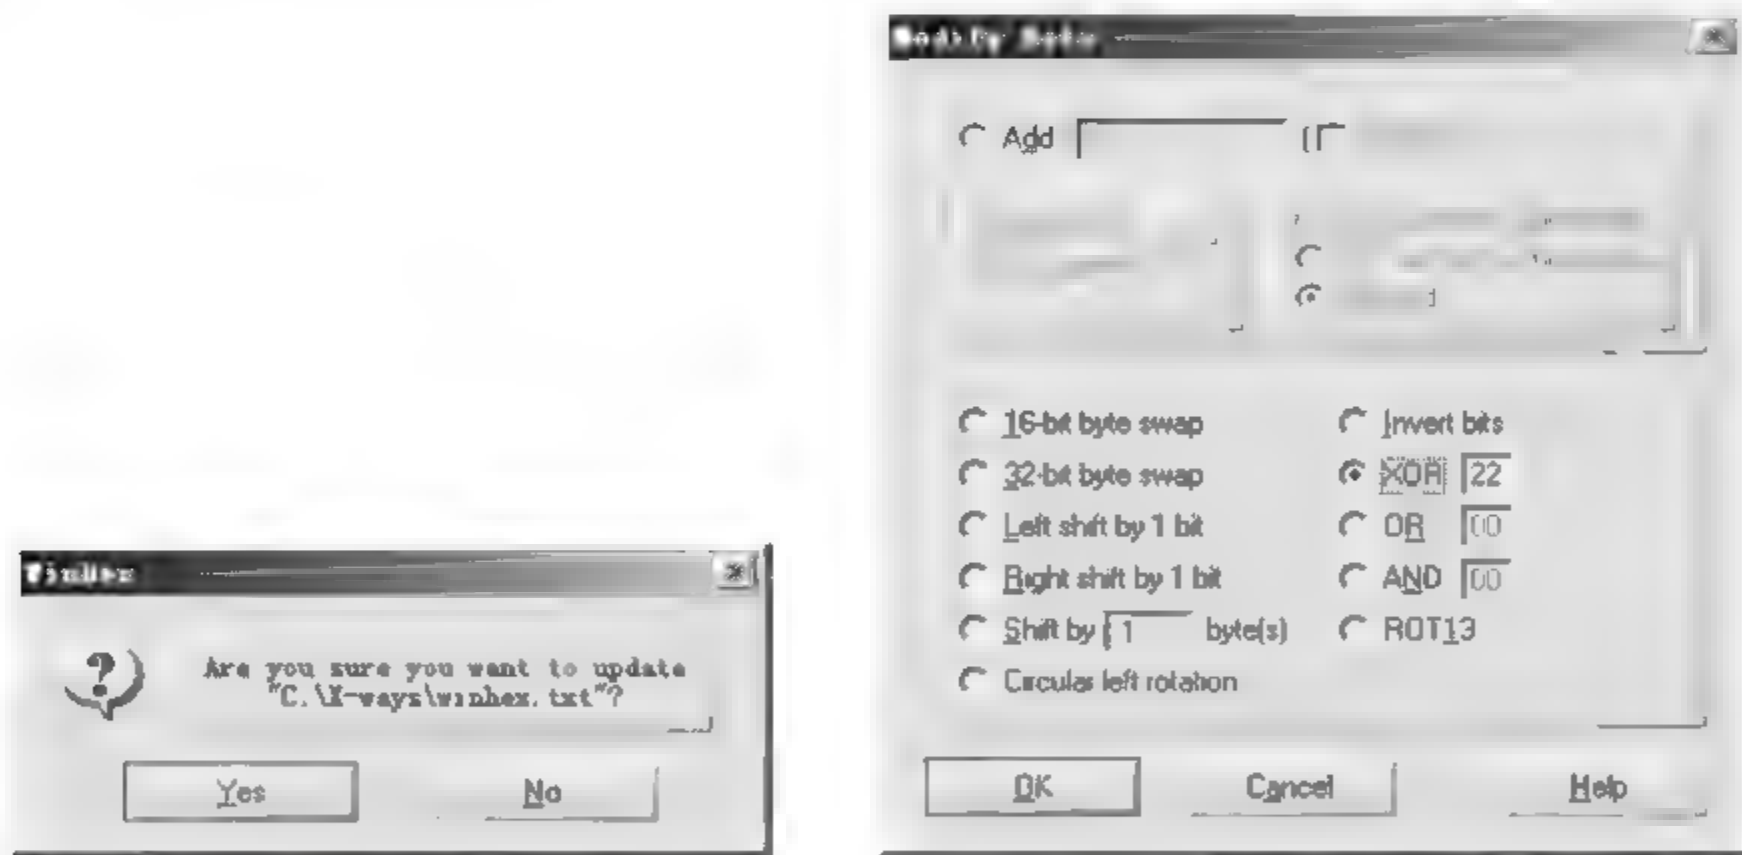 WinHex
Are you sure you want to update
"C.\X-ways\winhex.txt"?
Yes
No
Modify Data
Add
16-bit byte swap
32-bit byte swap
Left shift by 1 bit
Right shift by 1 bit
Shift by 1 byte(s)
Circular left rotation
Invert bits
XOR 22
OR 00
AND 00
ROT13
OK
Cancel
Help